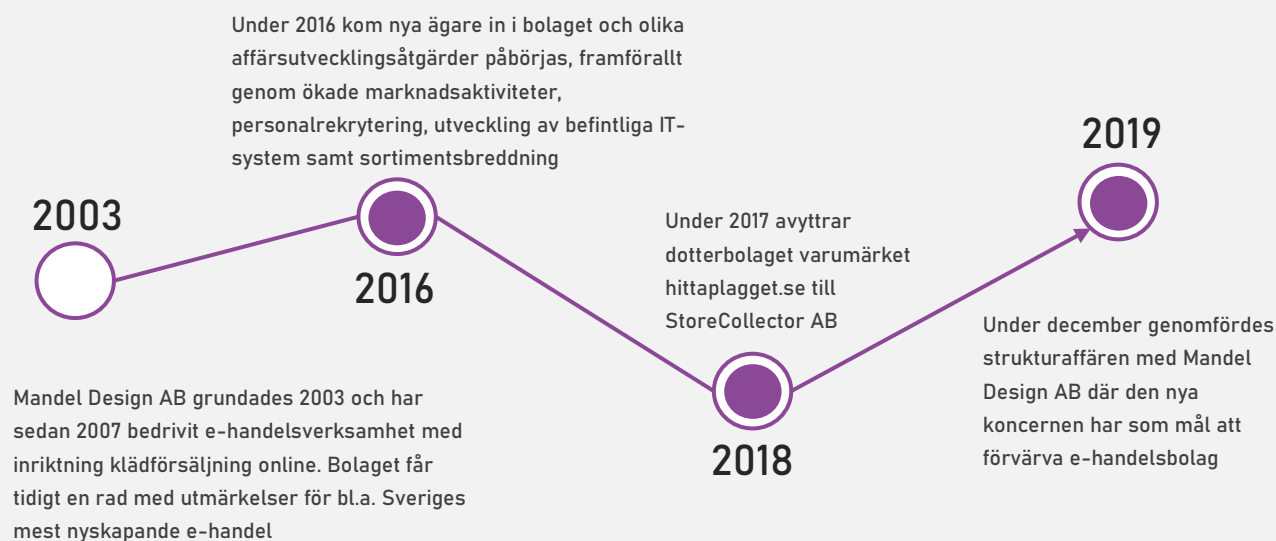 Under 2016 kom nya ägare in i bolaget och olika
affärsutvecklingsåtgärder påbörjas, framförallt
genom ökade marknadsaktiviteter,
personalrekrytering, utveckling av befintliga IT-
system samt sortimentsbreddning
2003
2016
Mandel Design AB grundades 2003 och har
sedan 2007 bedrivit e-handelsverksamhet med
inriktning klädförsäljning online. Bolaget får
tidigt en rad med utmärkelser för bl.a. Sveriges
mest nyskapande e-handel
Under 2017 avyttrar
dotterbolaget varumärket
hittaplagget.se till
StoreCollector AB
2018
2019
Under december genomfördes
strukturaffären med Mandel
Design AB där den nya
koncernen har som mål att
förvärva e-handelsbolag